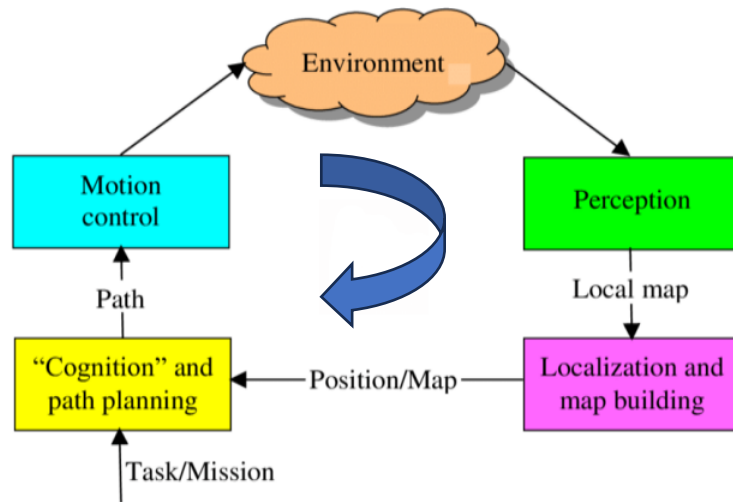 Environment
Motion
control
Perception
Path
Local map
“Cognition” and
path planning
Position/Map
Localization and
map building
Task/Mission